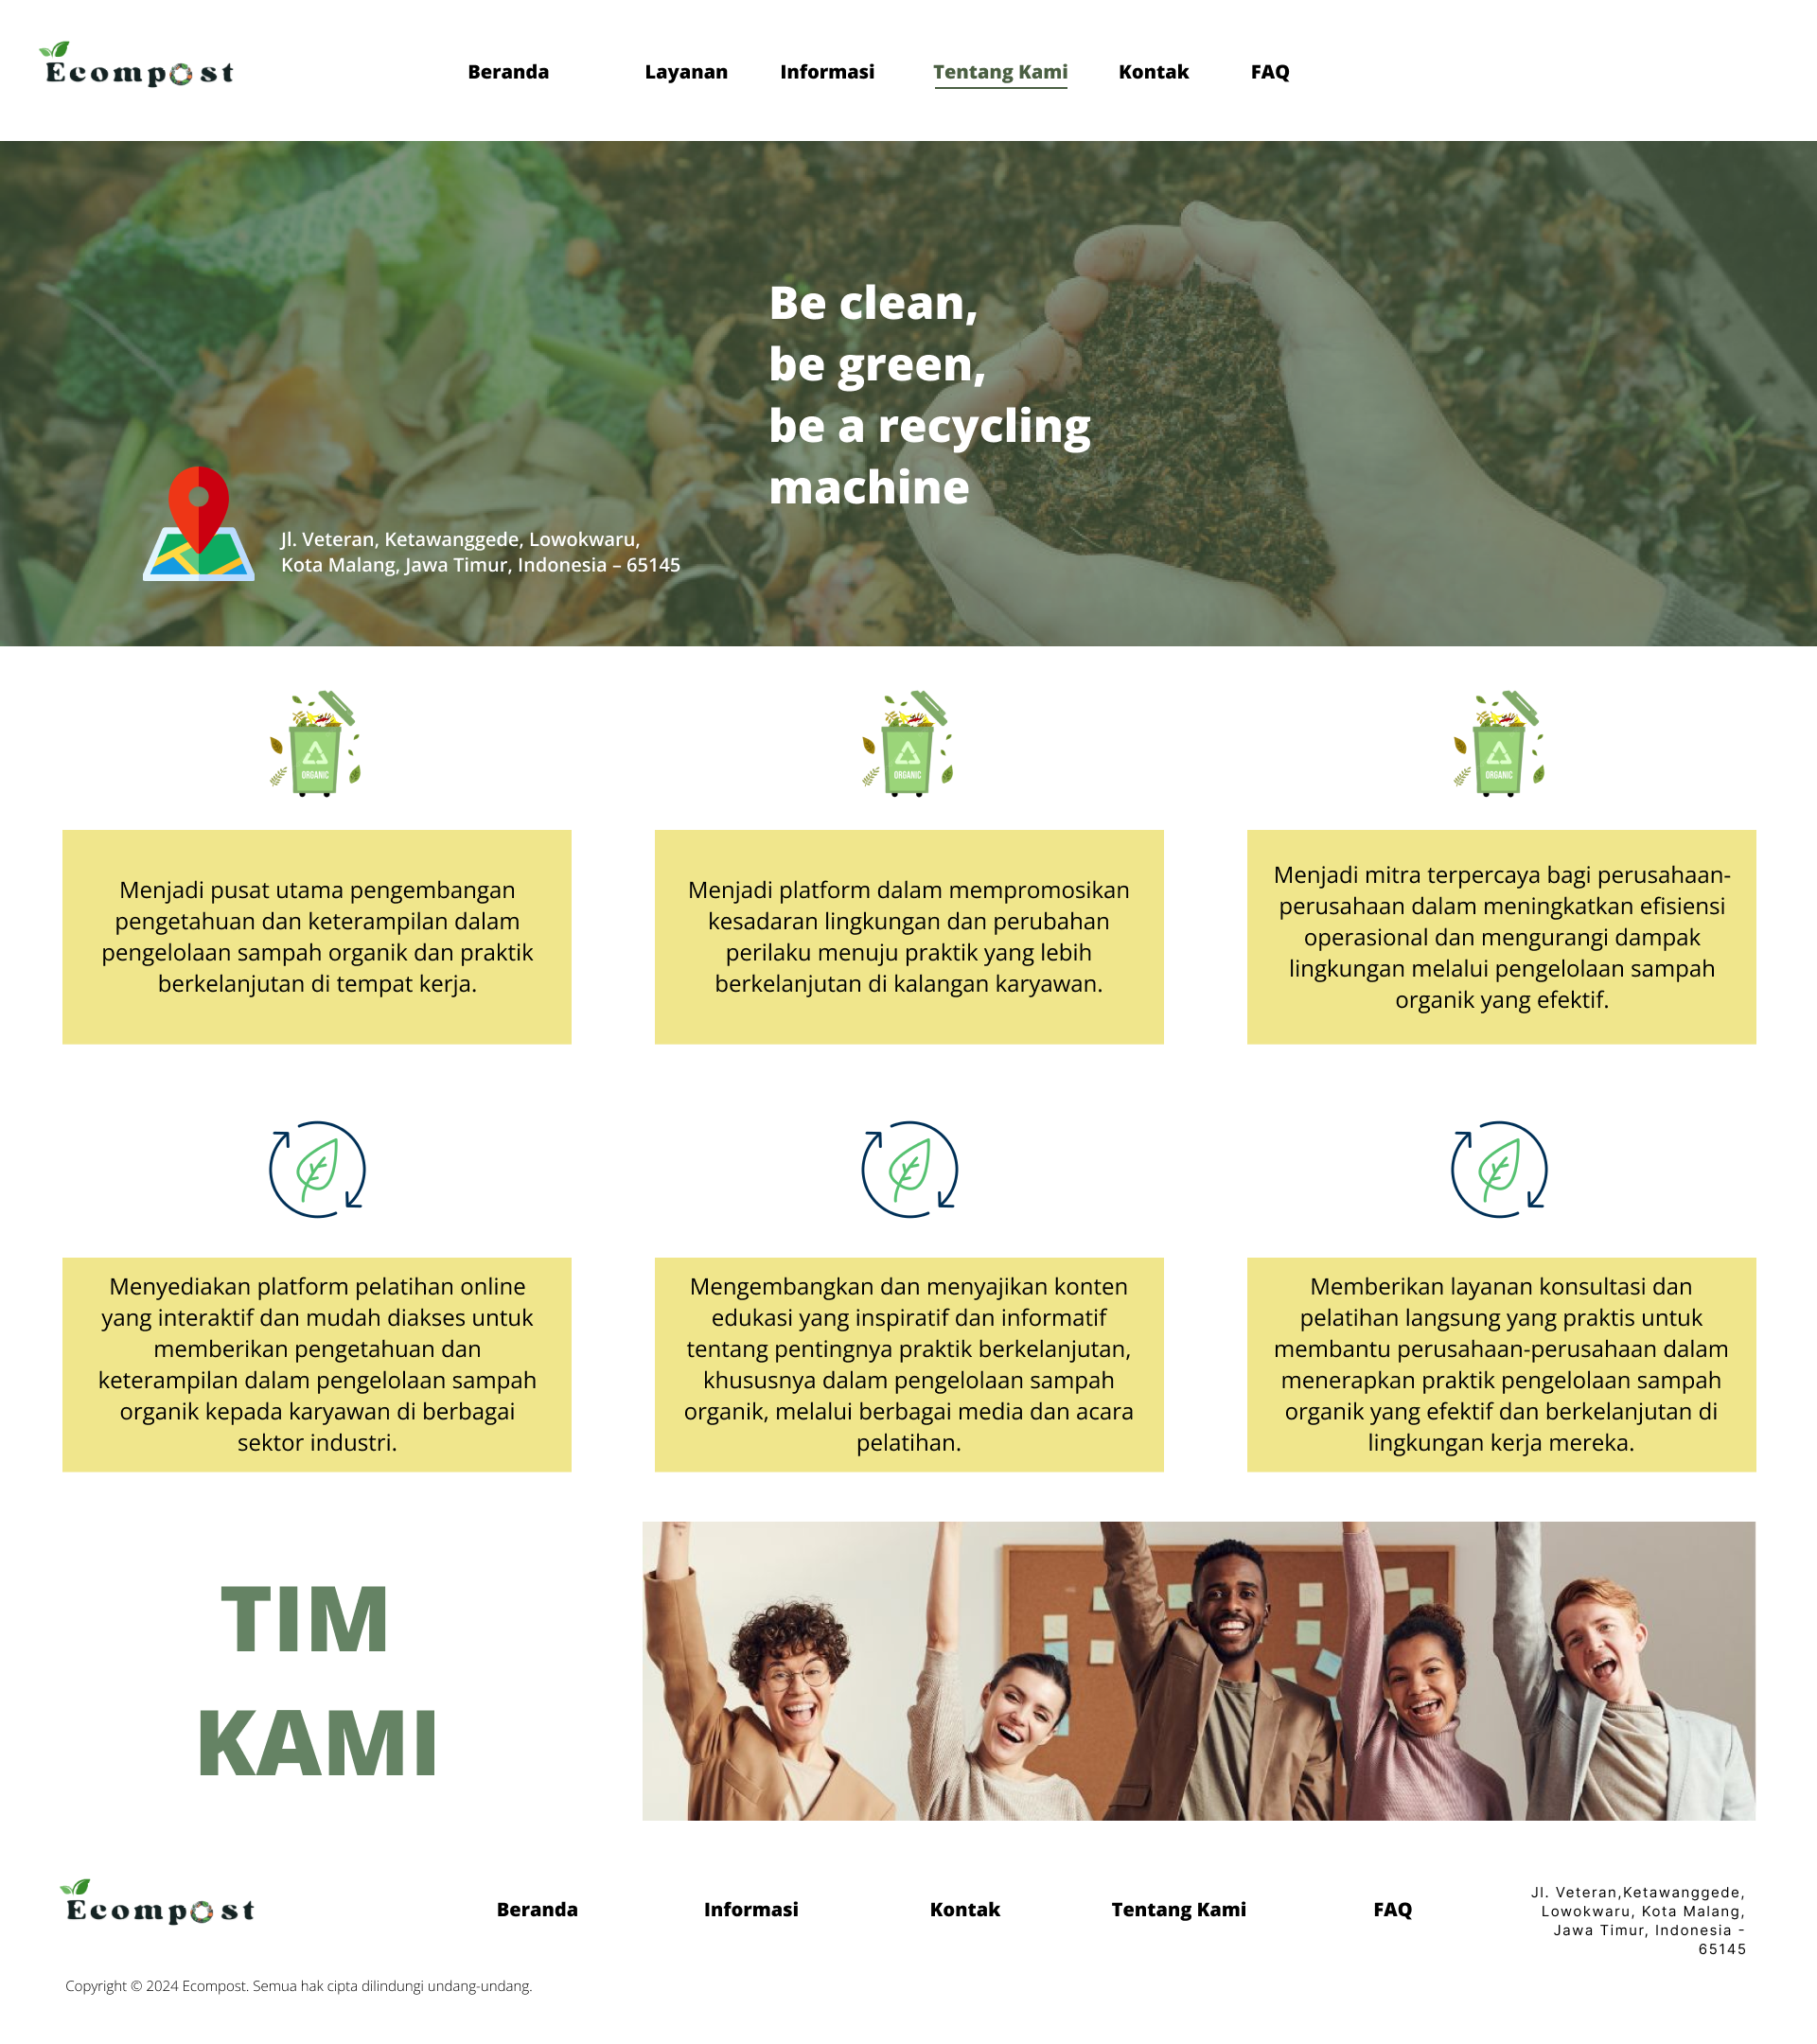 Ecompost
Beranda
Layanan
Informasi
Tentang Kami
Kontak
FAQ
Be clean,
be green,
be a recycling
machine
Jl. Veteran, Ketawanggede, Lowokwaru,
Kota Malang, Jawa Timur, Indonesia – 65145
ORGANIC
ORGANIC
ORGANIC
Menjadi pusat utama pengembangan
pengetahuan dan keterampilan dalam
pengelolaan sampah organik dan praktik
berkelanjutan di tempat kerja.
Menjadi platform dalam mempromosikan
kesadaran lingkungan dan perubahan
perilaku menuju praktik yang lebih
berkelanjutan di kalangan karyawan.
Menjadi mitra terpercaya bagi perusahaan-
perusahaan dalam meningkatkan efisiensi
operasional dan mengurangi dampak
lingkungan melalui pengelolaan sampah
organik yang efektif.
Menyediakan platform pelatihan online
yang interaktif dan mudah diakses untuk
memberikan pengetahuan dan
keterampilan dalam pengelolaan sampah
organik kepada karyawan di berbagai
sektor industri.
Mengembangkan dan menyajikan konten
edukasi yang inspiratif dan informatif
tentang pentingnya praktik berkelanjutan,
khususnya dalam pengelolaan sampah
organik, melalui berbagai media dan acara
pelatihan.
Memberikan layanan konsultasi dan
pelatihan langsung yang praktis untuk
membantu perusahaan-perusahaan dalam
menerapkan praktik pengelolaan sampah
organik yang efektif dan berkelanjutan di
lingkungan kerja mereka.
TIM
KAMI
Ecompost
Beranda
Informasi
Kontak
Tentang Kami
FAQ
Jl. Veteran,Ketawanggede,
Lowokwaru, Kota Malang,
Jawa Timur, Indonesia -
65145
Copyright © 2024 Ecompost. Semua hak cipta dilindungi undang-undang.